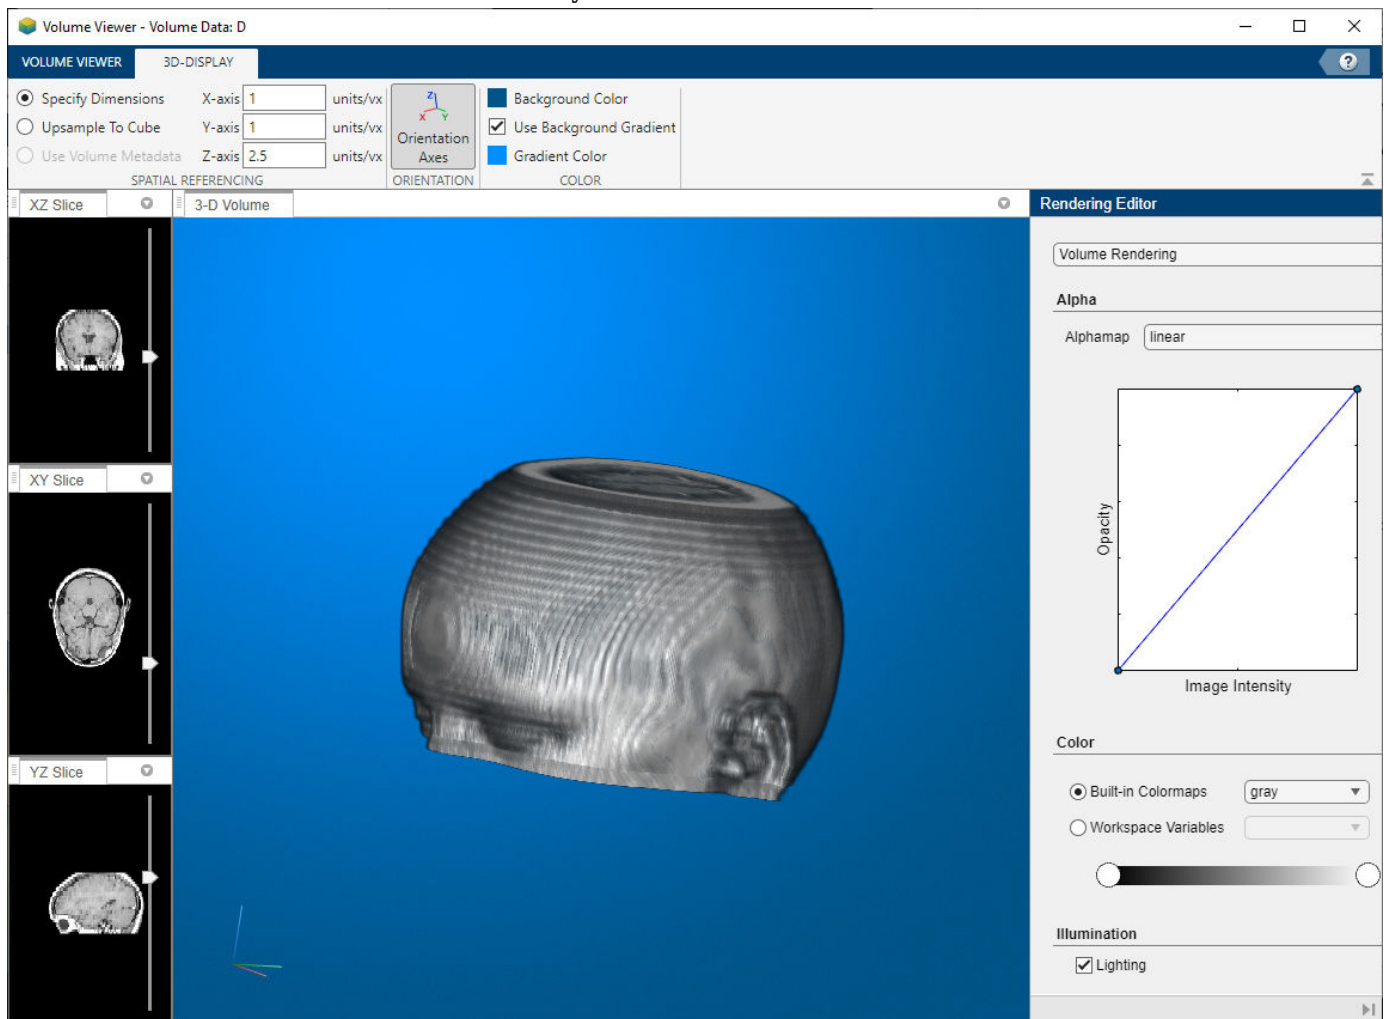 Volume Viewer - Volume Data: D
VOLUME VIEWER 3D-DISPLAY
?
Specify Dimensions X-axis 1 units/vx
Upsample To Cube Y-axis 1 units/vx
Use Volume Metadata Z-axis 2.5 units/vx
SPATIAL REFERENCING
Z
X Y
Orientation
Axes
ORIENTATION
Background Color
Use Background Gradient
Gradient Color
COLOR
XZ Slice
3-D Volume
Rendering Editor
XY Slice
YZ Slice
Volume Rendering
Alpha
Alphamap linear
Opacity
Image Intensity
Color
Built-in Colormaps gray
Workspace Variables
Illumination
Lighting